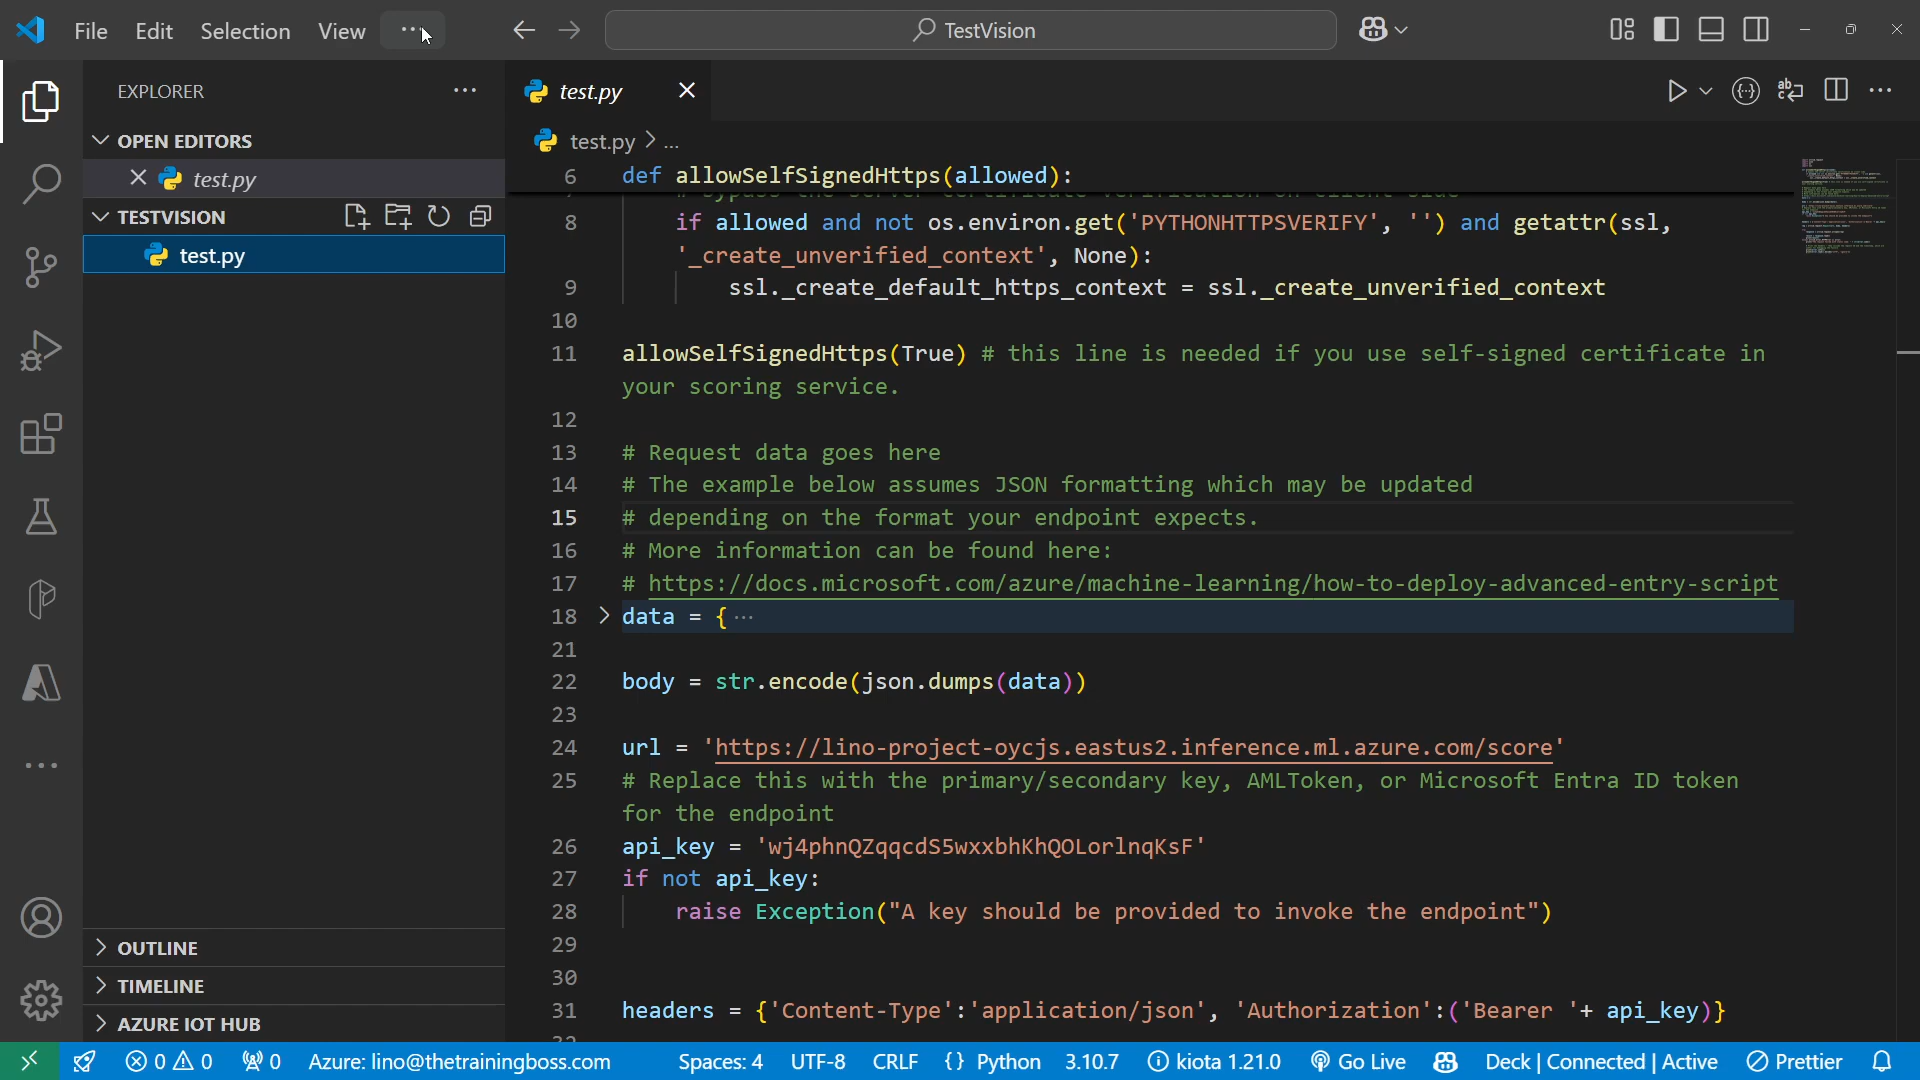 File Edit Selection View ··· TestVision
EXPLORER ···
OPEN EDITORS
test.py
TESTVISION
test.py
OUTLINE
TIMELINE
AZURE IOT HUB
test.py
test.py > ...
6 def allowSelfSignedHttps(allowed):
8 if allowed and not os.environ.get('PYTHONHTTPSVERIFY', '') and getattr(ssl,
'_create_unverified_context', None):
9 ssl._create_default_https_context = ssl._create_unverified_context
10
11 allowSelfSignedHttps(True) # this line is needed if you use self-signed certificate in
your scoring service.
12
13 # Request data goes here
14 # The example below assumes JSON formatting which may be updated
15 # depending on the format your endpoint expects.
16 # More information can be found here:
17 # https://docs.microsoft.com/azure/machine-learning/how-to-deploy-advanced-entry-script
18 data = { ···
21
22 body = str.encode(json.dumps(data))
23
24 url = 'https://lino-project-oycjs.eastus2.inference.ml.azure.com/score'
25 # Replace this with the primary/secondary key, AMLToken, or Microsoft Entra ID token
for the endpoint
26 api_key = 'wj4phnQZqqcdS5wxxbhKhQOLorlnqKsF'
27 if not api_key:
28 raise Exception("A key should be provided to invoke the endpoint")
29
30
31 headers = {'Content-Type':'application/json', 'Authorization':('Bearer '+ api_key)}
0 0 0 Azure: lino@thetrainingboss.com Spaces: 4 UTF-8 CRLF {} Python 3.10.7 kiota 1.21.0 Go Live Deck | Connected | Active Prettier